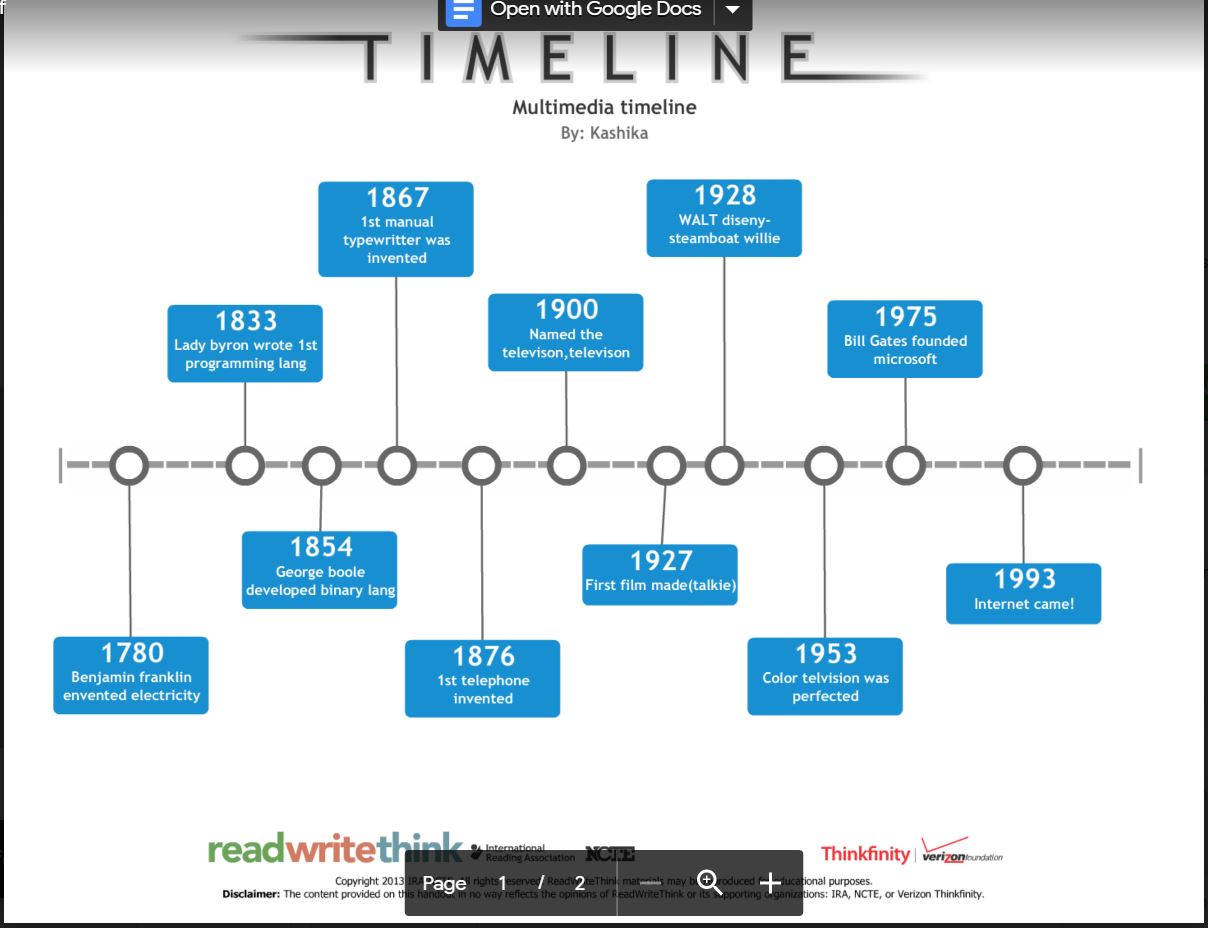 f
Open with Google Docs
TIMELINE
Multimedia timeline
By: Kashika
1867
1st manual
typewritter was
invented
1928
WALT diseny-
steamboat willie
1833
Lady byron wrote 1st
programming lang
1900
Named the
televison,televison
1975
Bill Gates founded
microsoft
1854
George boole
developed binary lang
1927
First film made(talkie)
1993
Internet came!
1780
Benjamin franklin
envented electricity
1876
1st telephone
invented
1953
Color telvision was
perfected
readwritethink
International
Reading Association
NCTE
Thinkfinity
verizonfoundation
Page 1 / 2
Copyright 2013 IRA/NCTE. All rights reserved. ReadWriteThink materials may be reproduced for educational purposes.
Disclaimer: The content provided on this handout in no way reflects the opinions of ReadWriteThink or its supporting organizations: IRA, NCTE, or Verizon Thinkfinity.